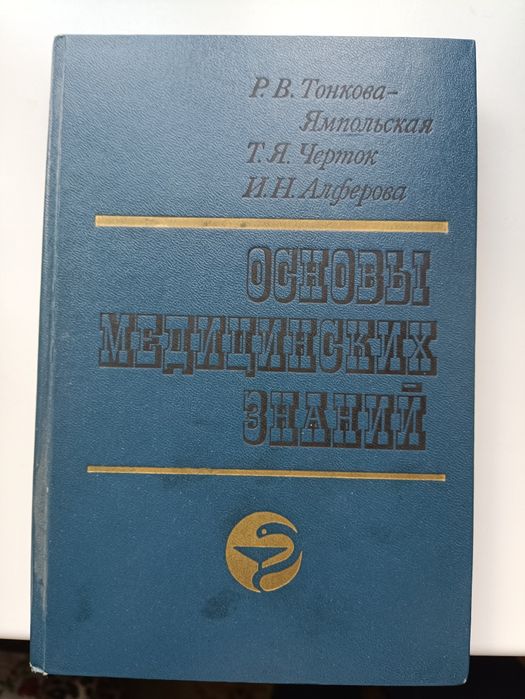 Р. В. Тонкова-
Ямпольская
Т. Я. Черток
И. Н. Алферова
ОСНОВЫ
МЕДИЦИНСКИХ
ЗНАНИЙ